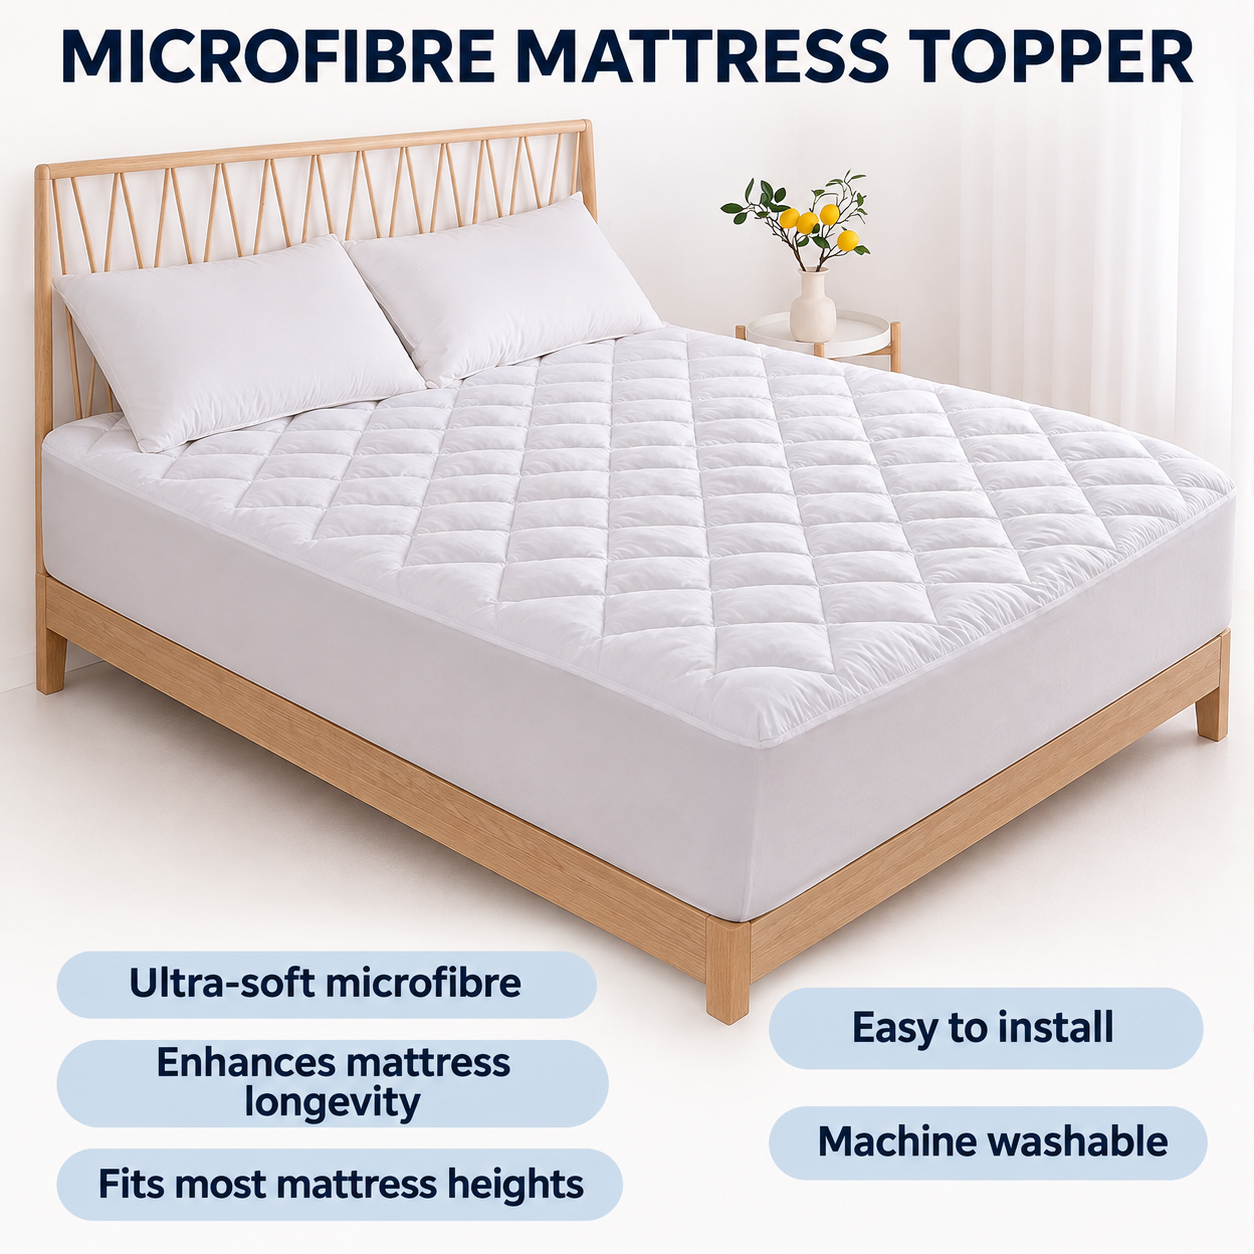 MICROFIBRE MATTRESS TOPPER
Ultra-soft microfibre
Enhances mattress
longevity
Fits most mattress heights
Easy to install
Machine washable